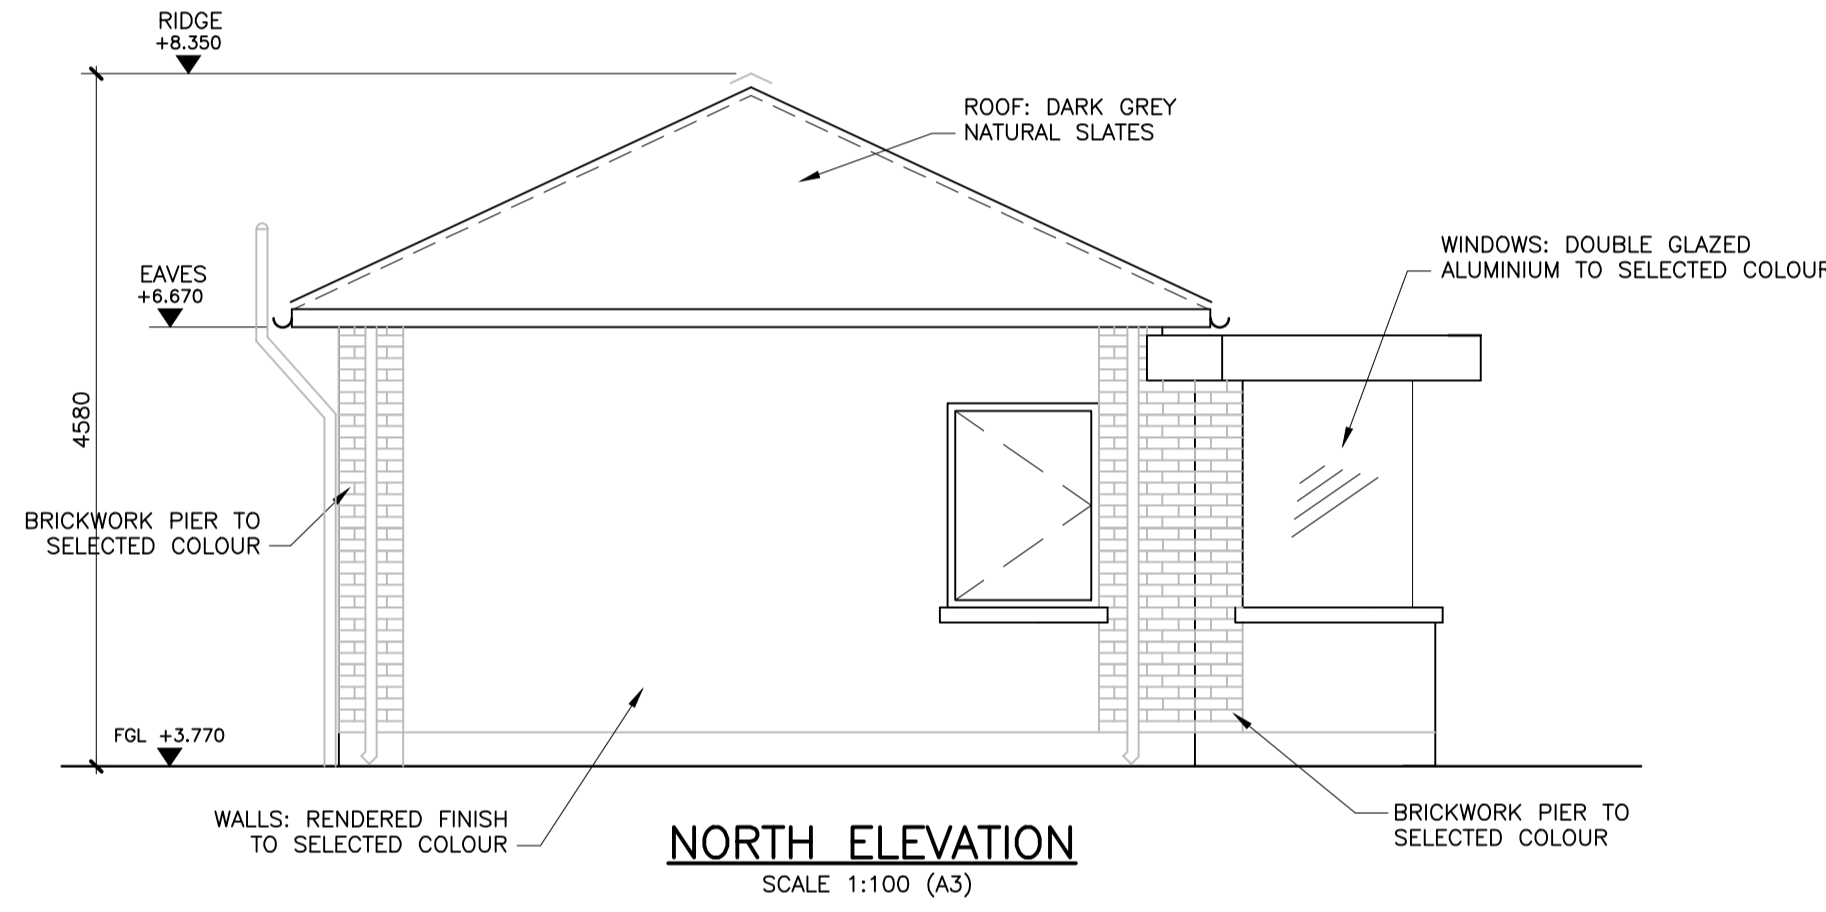 RIDGE
+8.350
ROOF: DARK GREY
NATURAL SLATES
WINDOWS: DOUBLE GLAZED
ALUMINIUM TO SELECTED COLOUR
EAVES
+6.670
4580
BRICKWORK PIER TO
SELECTED COLOUR
FGL +3.770
WALLS: RENDERED FINISH
TO SELECTED COLOUR
BRICKWORK PIER TO
SELECTED COLOUR
NORTH ELEVATION
SCALE 1:100 (A3)